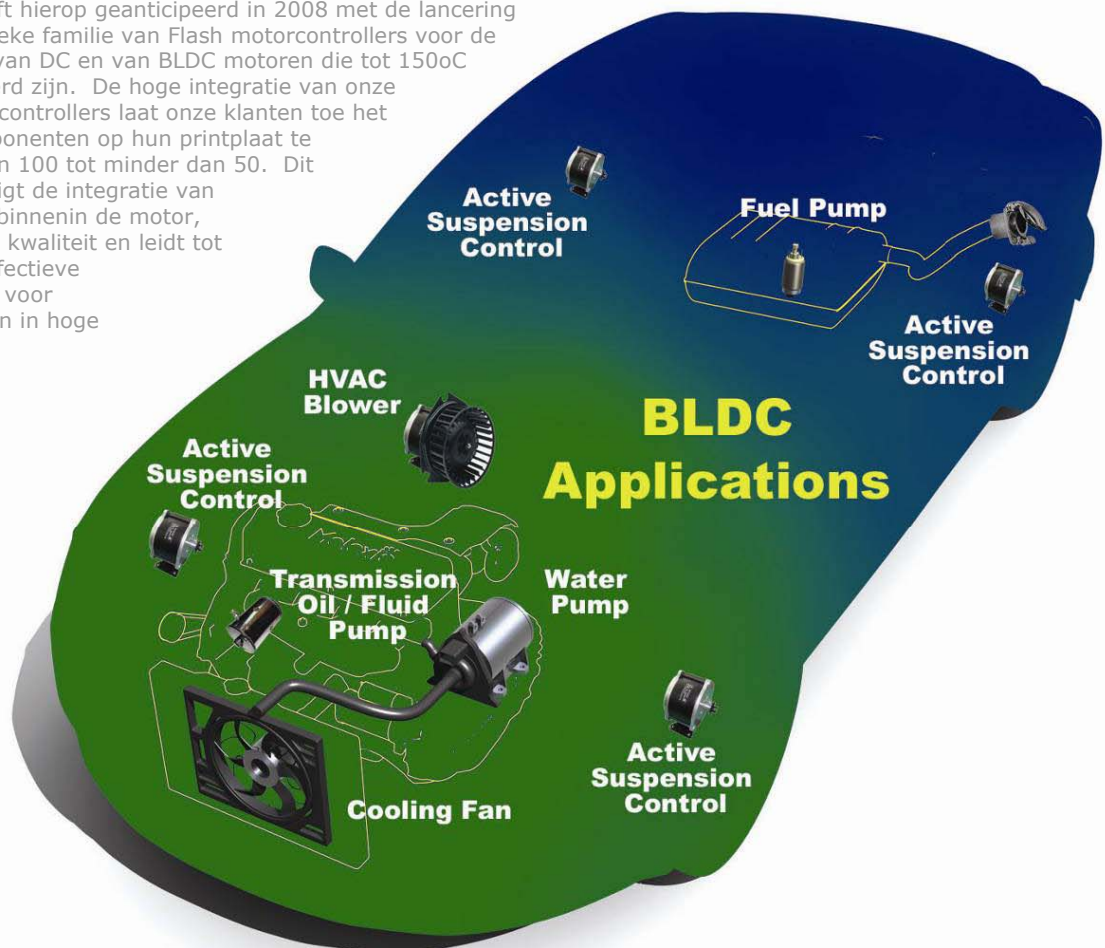 ft hierop geanticipeerd in 2008 met de lancering
eke familie van Flash motorcontrollers voor de
van DC en van BLDC motoren die tot 150oC
erd zijn. De hoge integratie van onze
controllers laat onze klanten toe het
ponenten op hun printplaat te
n 100 tot minder dan 50. Dit
igt de integratie van
binnenin de motor,
kwaliteit en leidt tot
fectieve
voor
n in hoge
Active
Suspension
Control
Fuel Pump
Active
Suspension
Control
HVAC
Blower
BLDC
Applications
Active
Suspension
Control
Transmission
Oil / Fluid
Pump
Water
Pump
Active
Suspension
Control
Cooling Fan